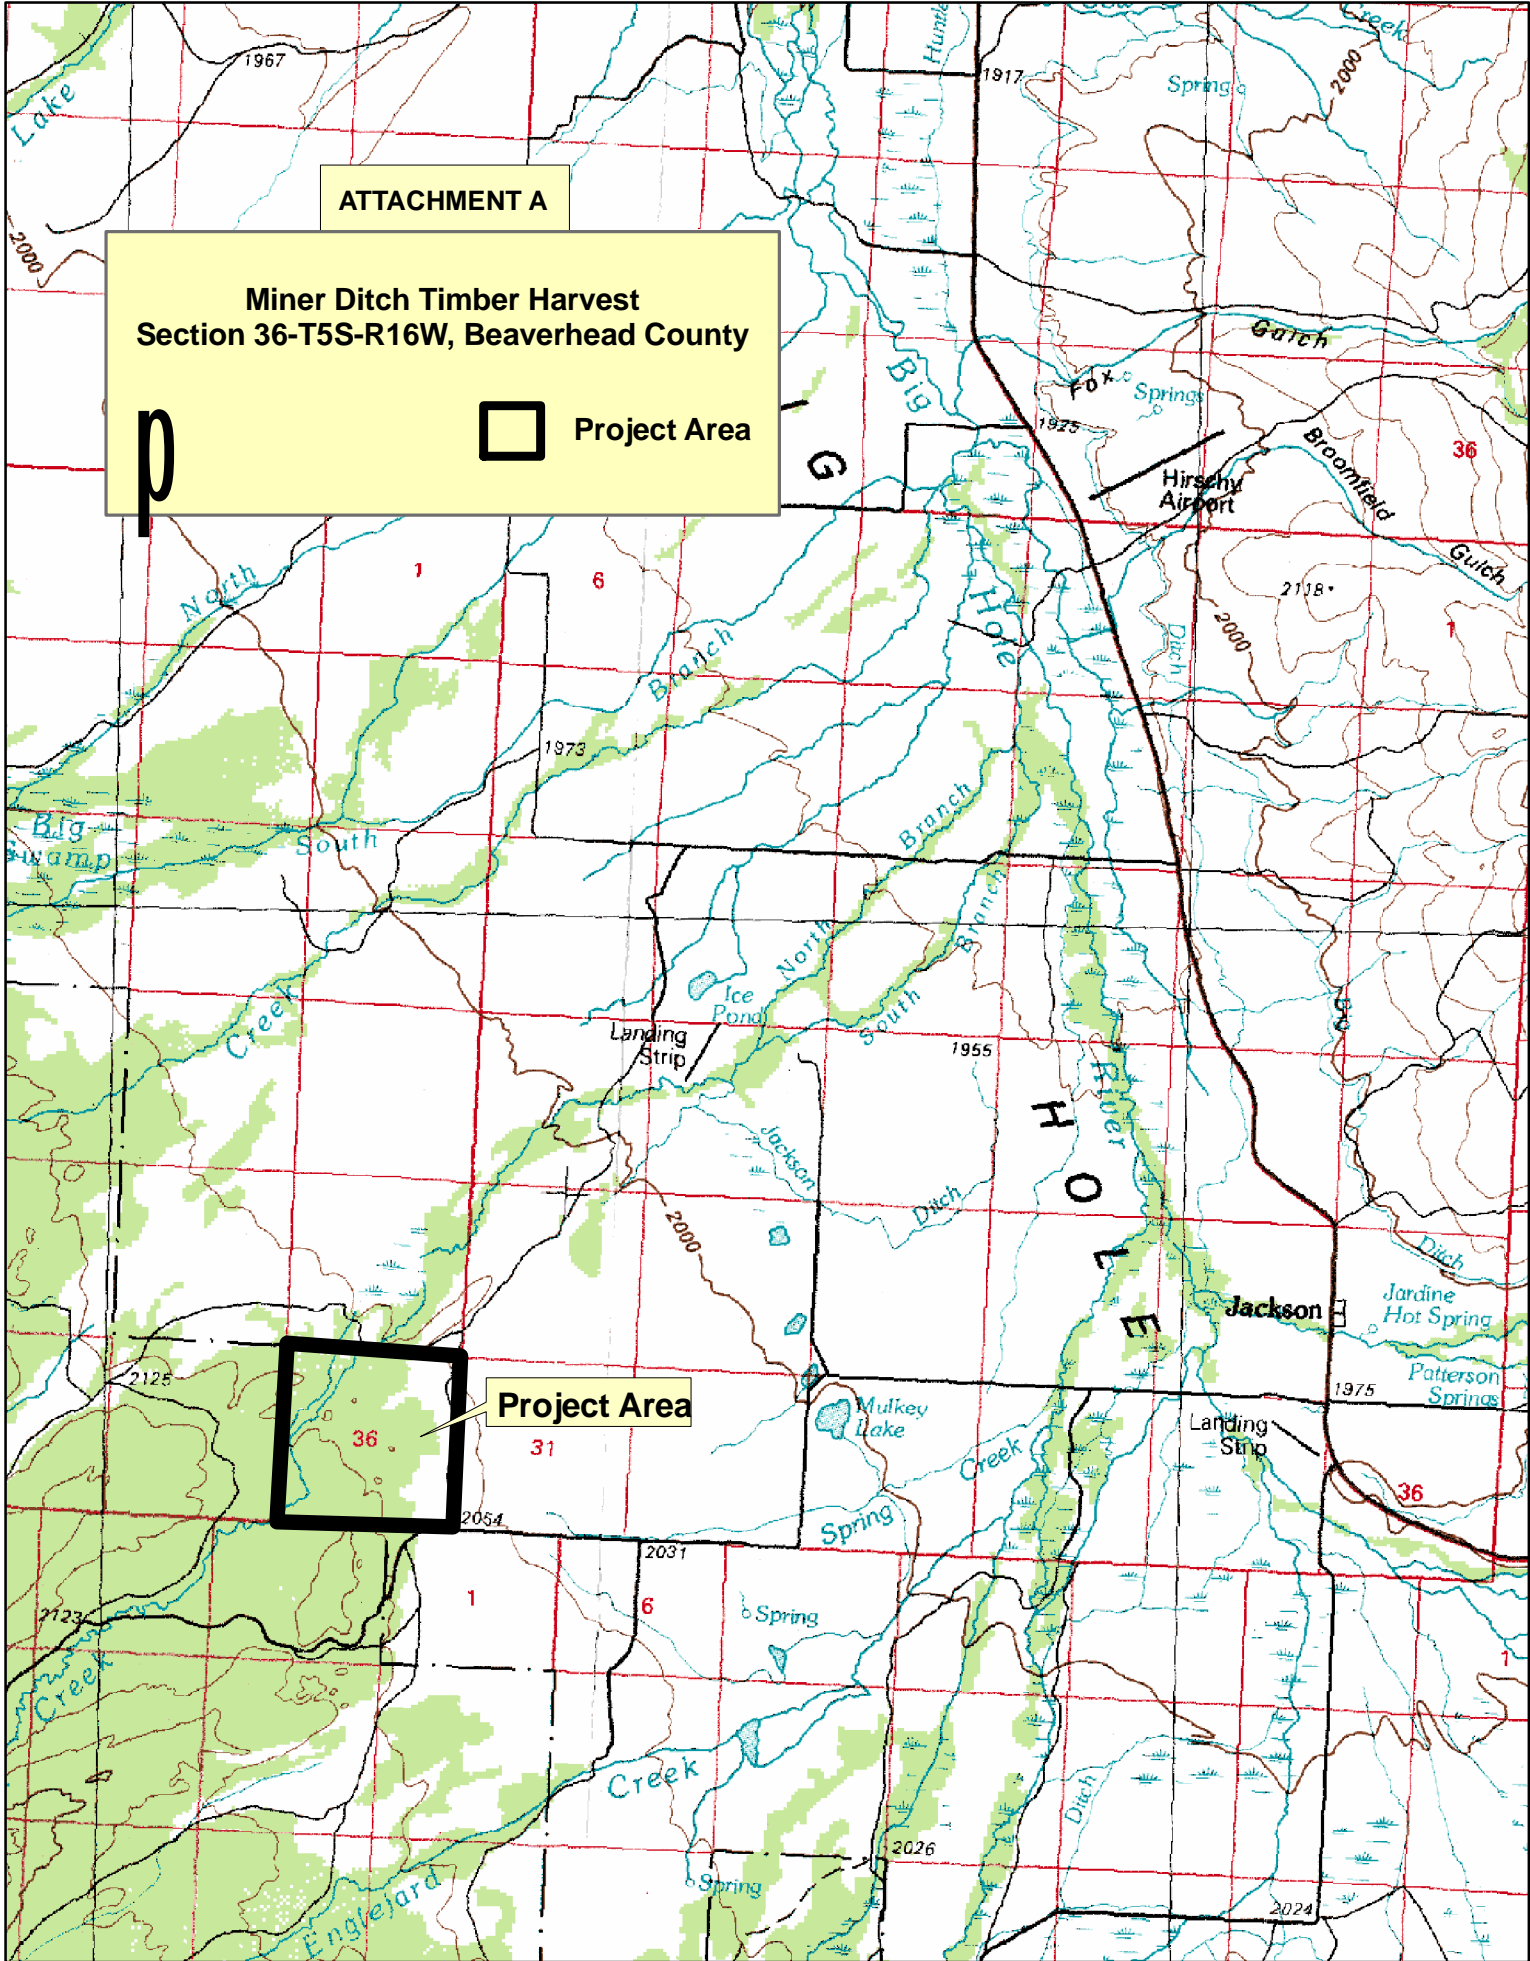 Creek
Huntle
1967
1917
Spring
2000
Lake
ATTACHMENT A
2000
Miner Ditch Timber Harvest
Section 36-T5S-R16W, Beaverhead County
Project Area
p
Gulch
Big
Fox
Springs
1925
G
36
Broomfield
Hirschy
Airport
Gulch
North
1
6
Hole
2118
2000
1
Ditch
Branch
1973
Big
Swamp
South
Branch
Branch
North
Creek
Ice
Pond
South
Landing
Strip
1955
River
H
Jackson
Ditch
O
2000
L
Ditch
Jackson
Jardine
Hot Spring
E
2125
Patterson
Springs
1975
Project Area
Mulkey
Lake
Landing
Strip
36
31
Creek
36
2054
Spring
2031
1
6
Spring
2123
Creek
1
Creek
Ditch
2026
Spring
Englejard
2024